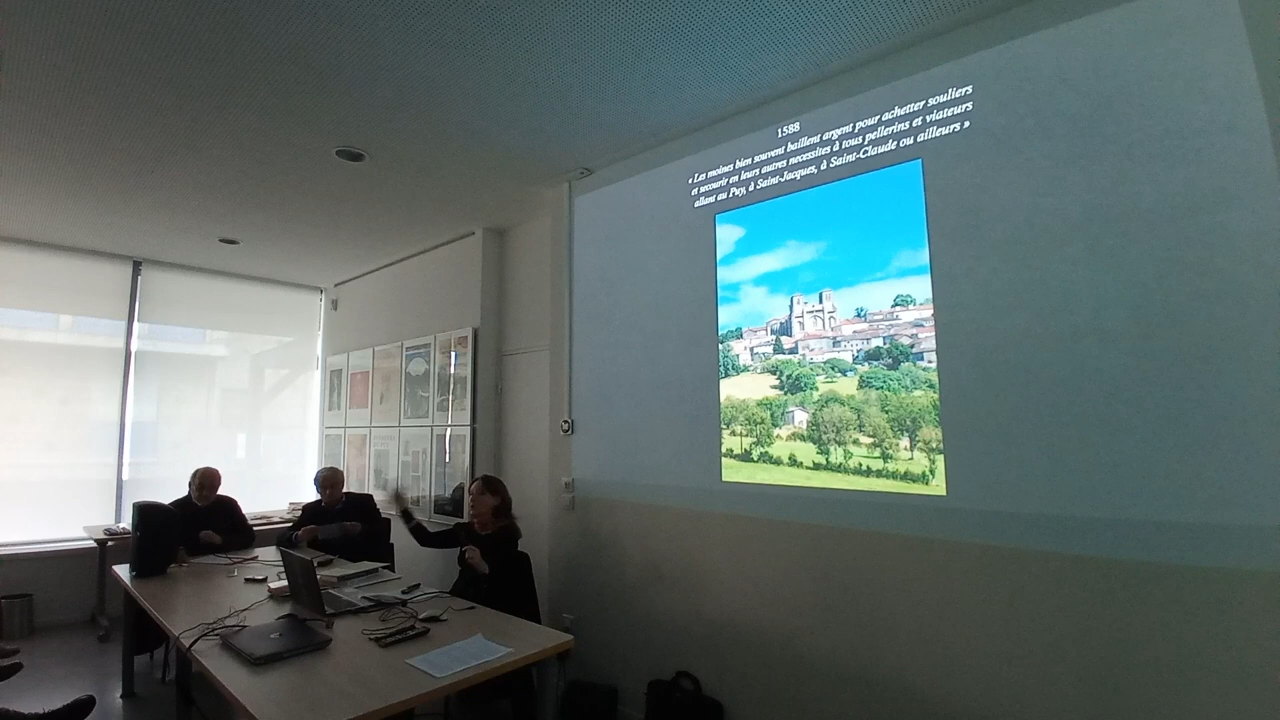 1588
« Les moines bien souvent baillent argent pour achetter souliers
et secourir en leurs autres necessites à tous pellerins et viateurs
allant au Puy, à Saint-Jacques, à Saint-Claude ou ailleurs »